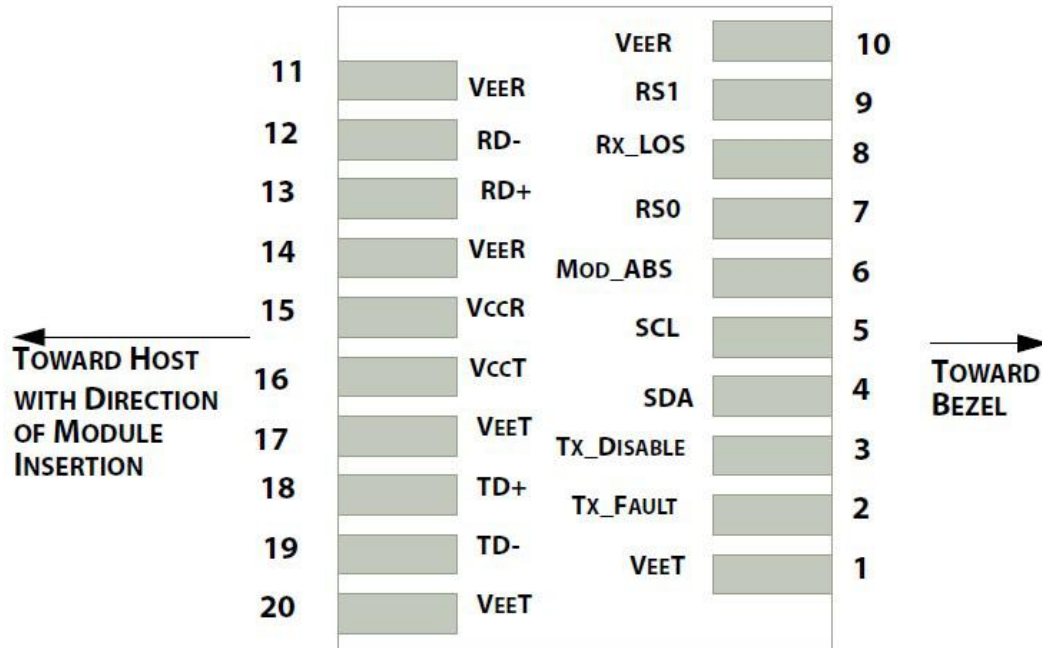 11 VEER
12 RD-
13 RD+
14 VEER
15 VCCR
16 VCCT
17 VEET
18 TD+
19 TD-
20 VEET
VEER 10
RS1 9
RX_LOS 8
RS0 7
MOD_ABS 6
SCL 5
SDA 4
TX_DISABLE 3
TX_FAULT 2
VEET 1
TOWARD HOST
WITH DIRECTION
OF MODULE
INSERTION
TOWARD
BEZEL